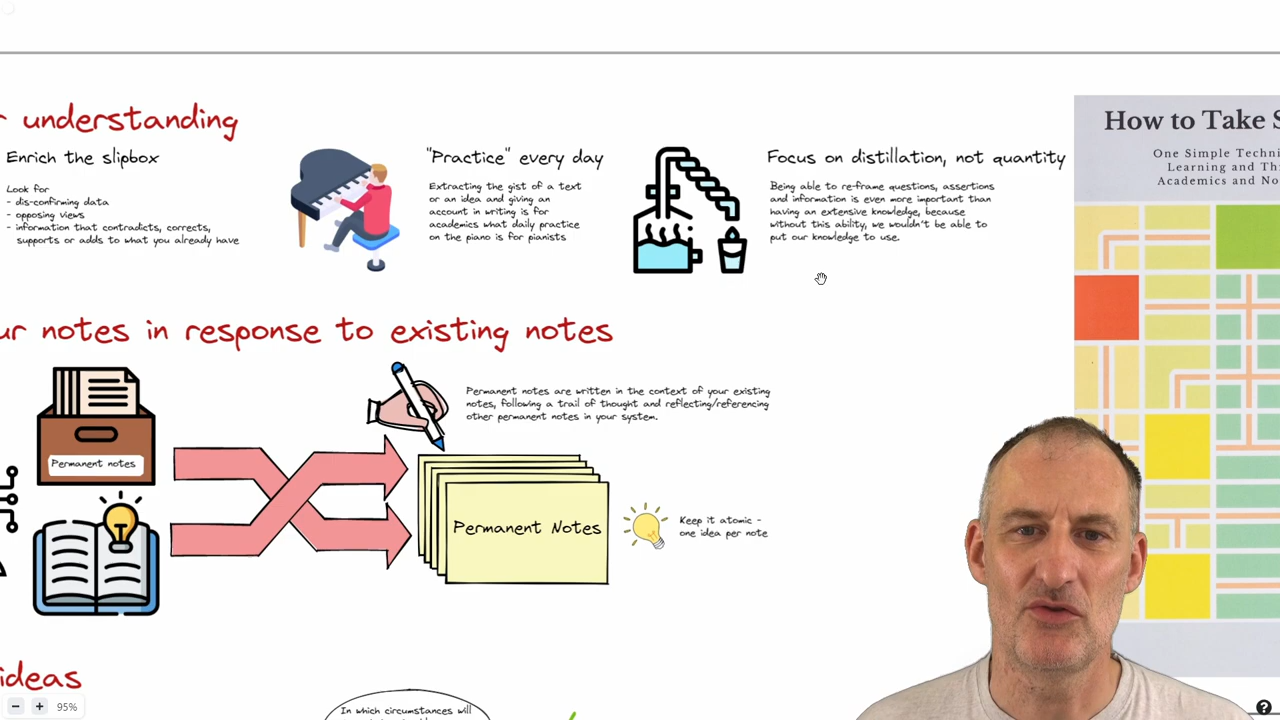 r understanding
Enrich the slipbox
Look for
- dis-confirming data
- opposing views
- information that contradicts, corrects,
supports or adds to what you already have
"Practice" every day
Extracting the gist of a text
or an idea and giving an
account in writing is for
academics what daily practice
on the piano is for pianists
Focus on distillation, not quantity
Being able to re-frame questions, assertions
and information is even more important than
having an extensive knowledge, because
without this ability, we wouldn't be able to
put our knowledge to use.
How to Take S
One Simple Techni
Learning and Thi
Academics and No
ur notes in response to existing notes
Permanent notes
Permanent notes are written in the context of your existing
notes, following a trail of thought and reflecting/referencing
other permanent notes in your system.
Permanent Notes
Keep it atomic -
one idea per note
ideas
In which circumstances will
95%